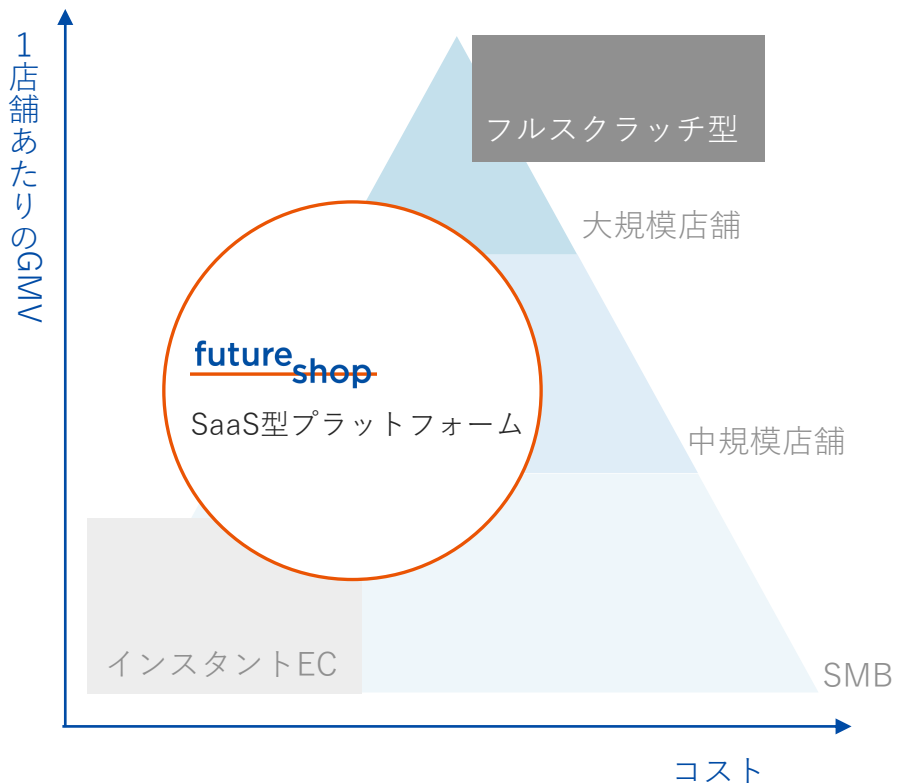 1店舗あたりのGMV
フルスクラッチ型
大規模店舗
futureshop
SaaS型プラットフォーム
中規模店舗
インスタントEC
SMB
コスト